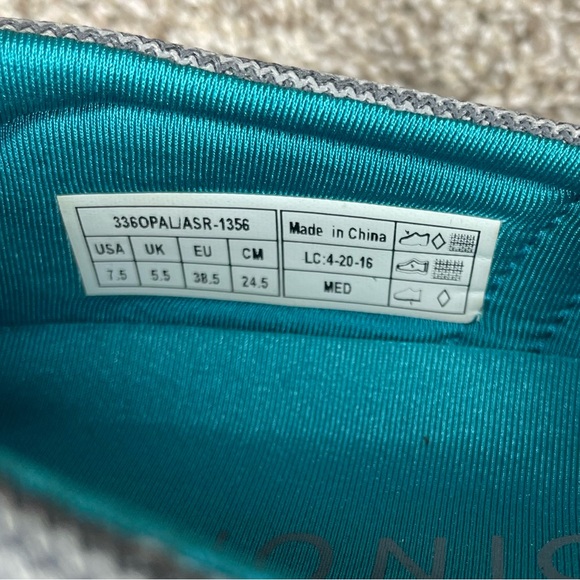 336OPAL/ASR-1356
USA UK EU CM
7.5 5.5 38.5 24.5
Made in China
LC:4-20-16
MED